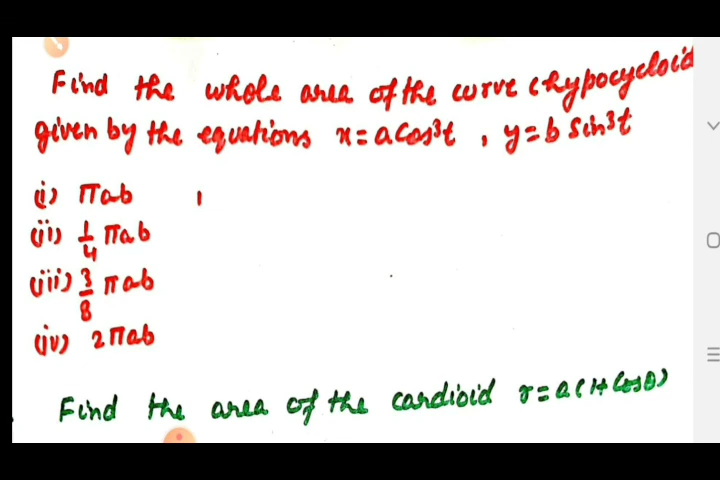 Find the whole area of the curve (hypocycloid
given by the equations x = a cos³t , y = b sin³t
(i) πab
(ii) 1/4 πab
(iii) 3/8 πab
(iv) 2πab
Find the area of the cardioid r = a(1+cosθ)